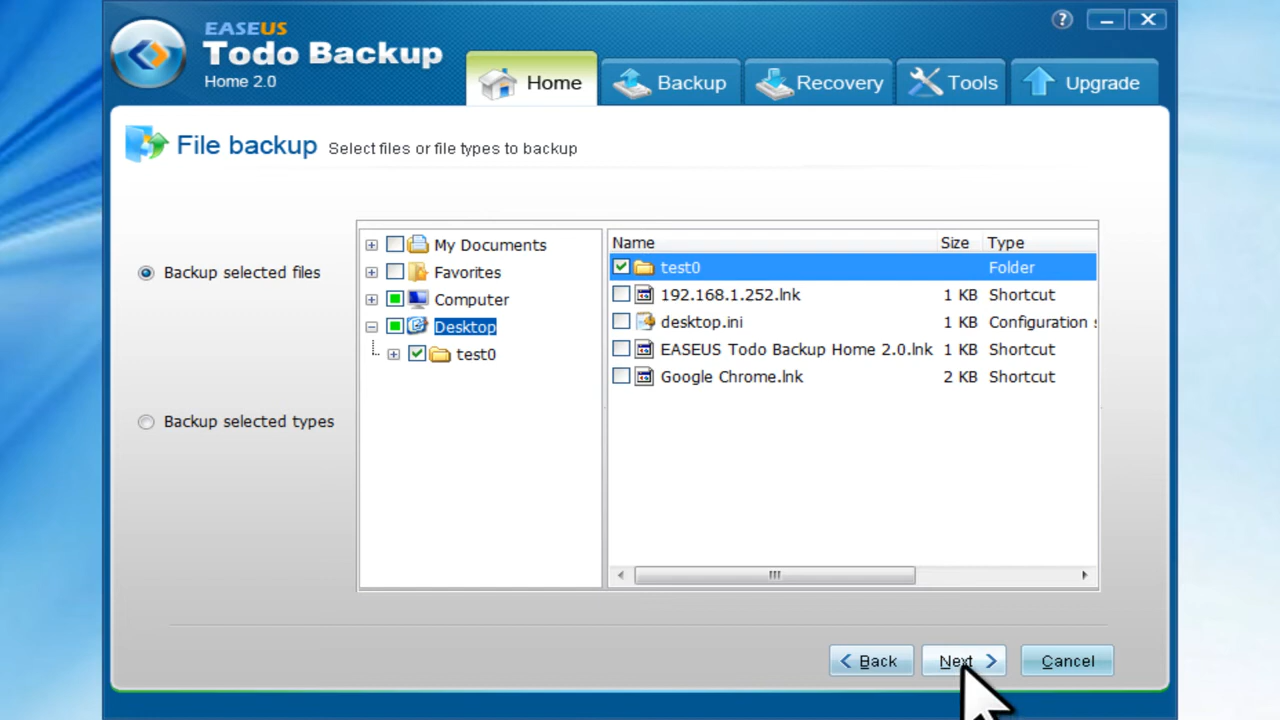 EASEUS
Todo Backup
Home 2.0
Home
Backup
Recovery
Tools
Upgrade
File backup Select files or file types to backup
Backup selected files
Backup selected types
My Documents
Favorites
Computer
Desktop
test0
Name Size Type
test0 Folder
192.168.1.252.lnk 1 KB Shortcut
desktop.ini 1 KB Configuration s
EASEUS Todo Backup Home 2.0.lnk 1 KB Shortcut
Google Chrome.lnk 2 KB Shortcut
Back
Next
Cancel